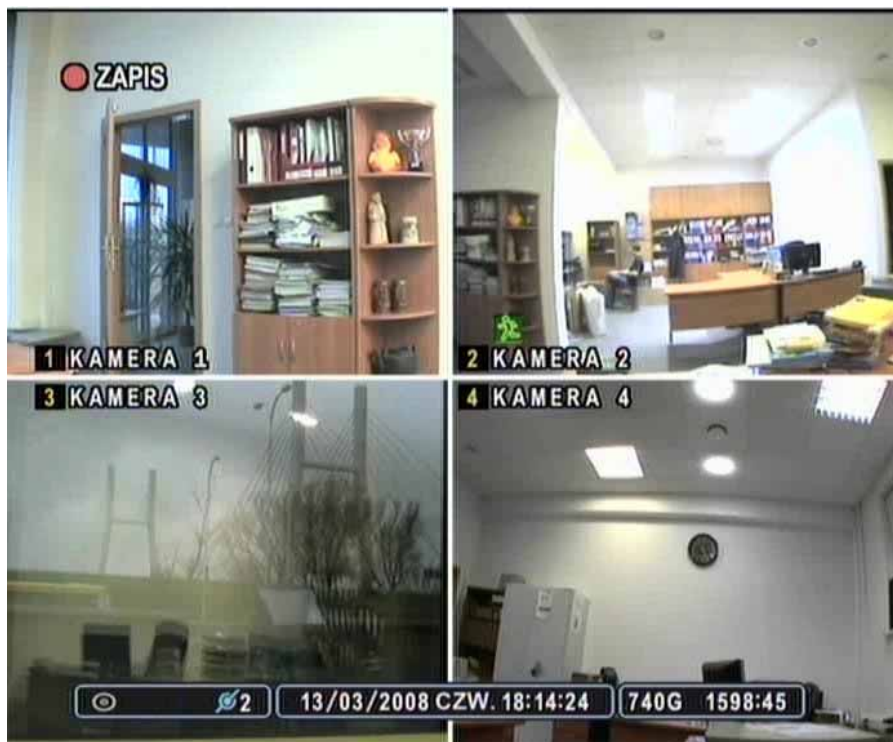 ZAPIS
1 KAMERA 1
2 KAMERA 2
3 KAMERA 3
4 KAMERA 4
2
13/03/2008 CZW. 18:14:24
740G 1598:45